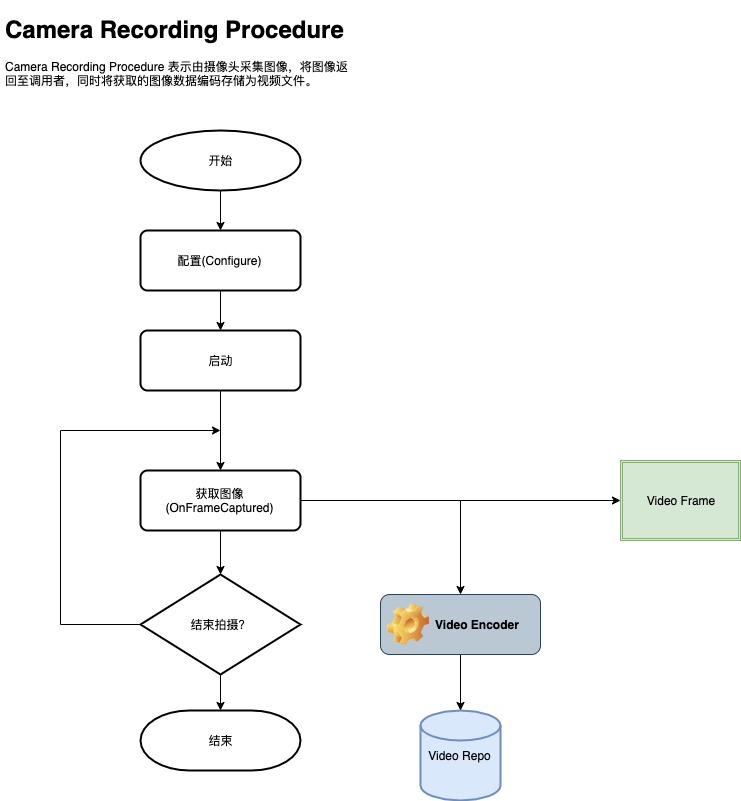 Camera Recording Procedure
Camera Recording Procedure 表示由摄像头采集图像，将图像返
回至调用者，同时将获取的图像数据编码存储为视频文件。
开始
配置(Configure)
启动
获取图像
(OnFrameCaptured)
Video Frame
结束拍摄?
Video Encoder
结束
Video Repo